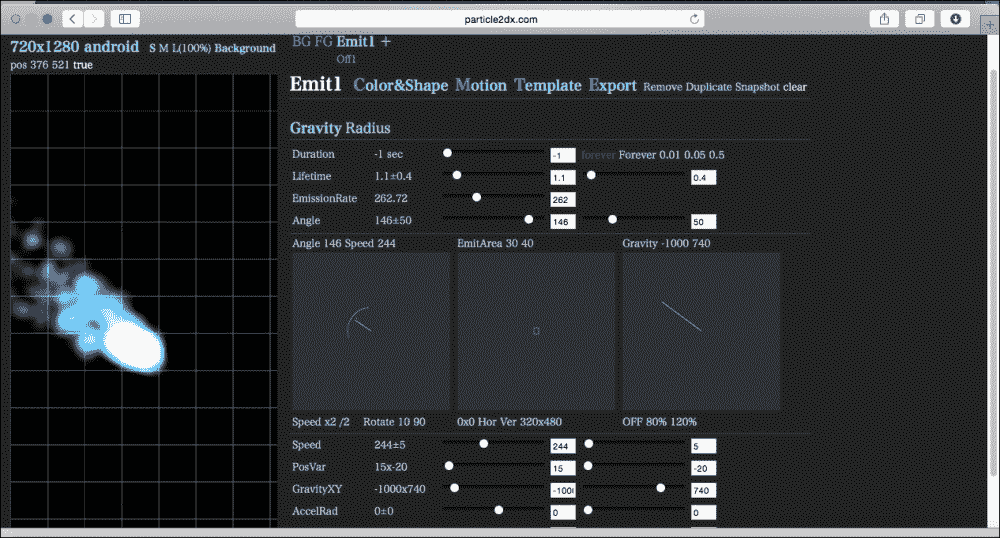 particle2dx.com
720x1280 android S M L(100%) Background
pos 376 521 true
BG FG Emit1 +
Off1
Emit1 Color&Shape Motion Template Export Remove Duplicate Snapshot clear
Gravity Radius
Duration -1 sec -1 forever Forever 0.01 0.05 0.5
Lifetime 1.1±0.4 1.1 0.4
EmissionRate 262.72 262
Angle 146±50 146 50
Angle 146 Speed 244 EmitArea 30 40 Gravity -1000 740
Speed x2 /2 Rotate 10 90 0x0 Hor Ver 320x480 OFF 80% 120%
Speed 244±5 244 5
PosVar 15x-20 15 -20
GravityXY -1000x740 -100 740
AccelRad 0±0 0 0